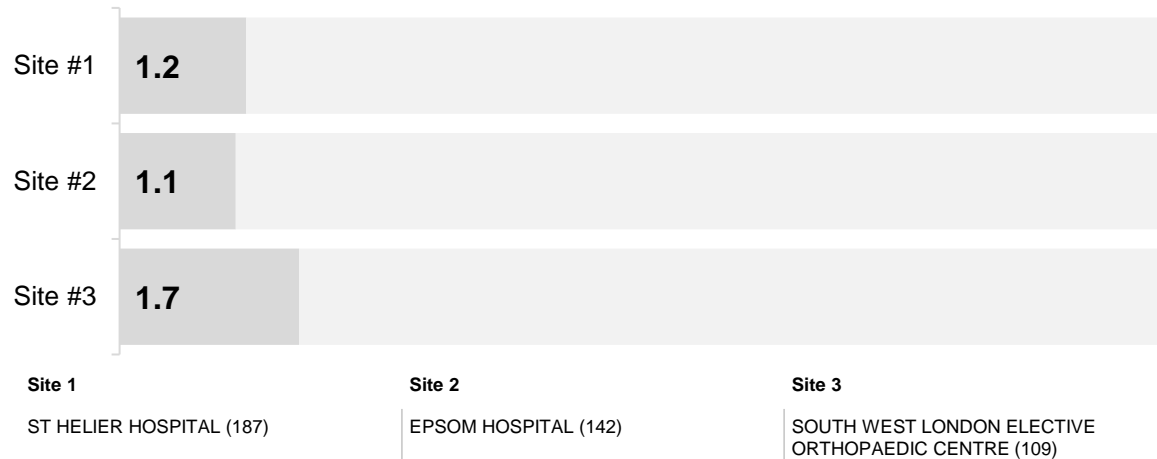 Site #1
1.2
Site #2
1.1
Site #3
1.7
Site 1
ST HELIER HOSPITAL (187)
Site 2
EPSOM HOSPITAL (142)
Site 3
SOUTH WEST LONDON ELECTIVE
ORTHOPAEDIC CENTRE (109)